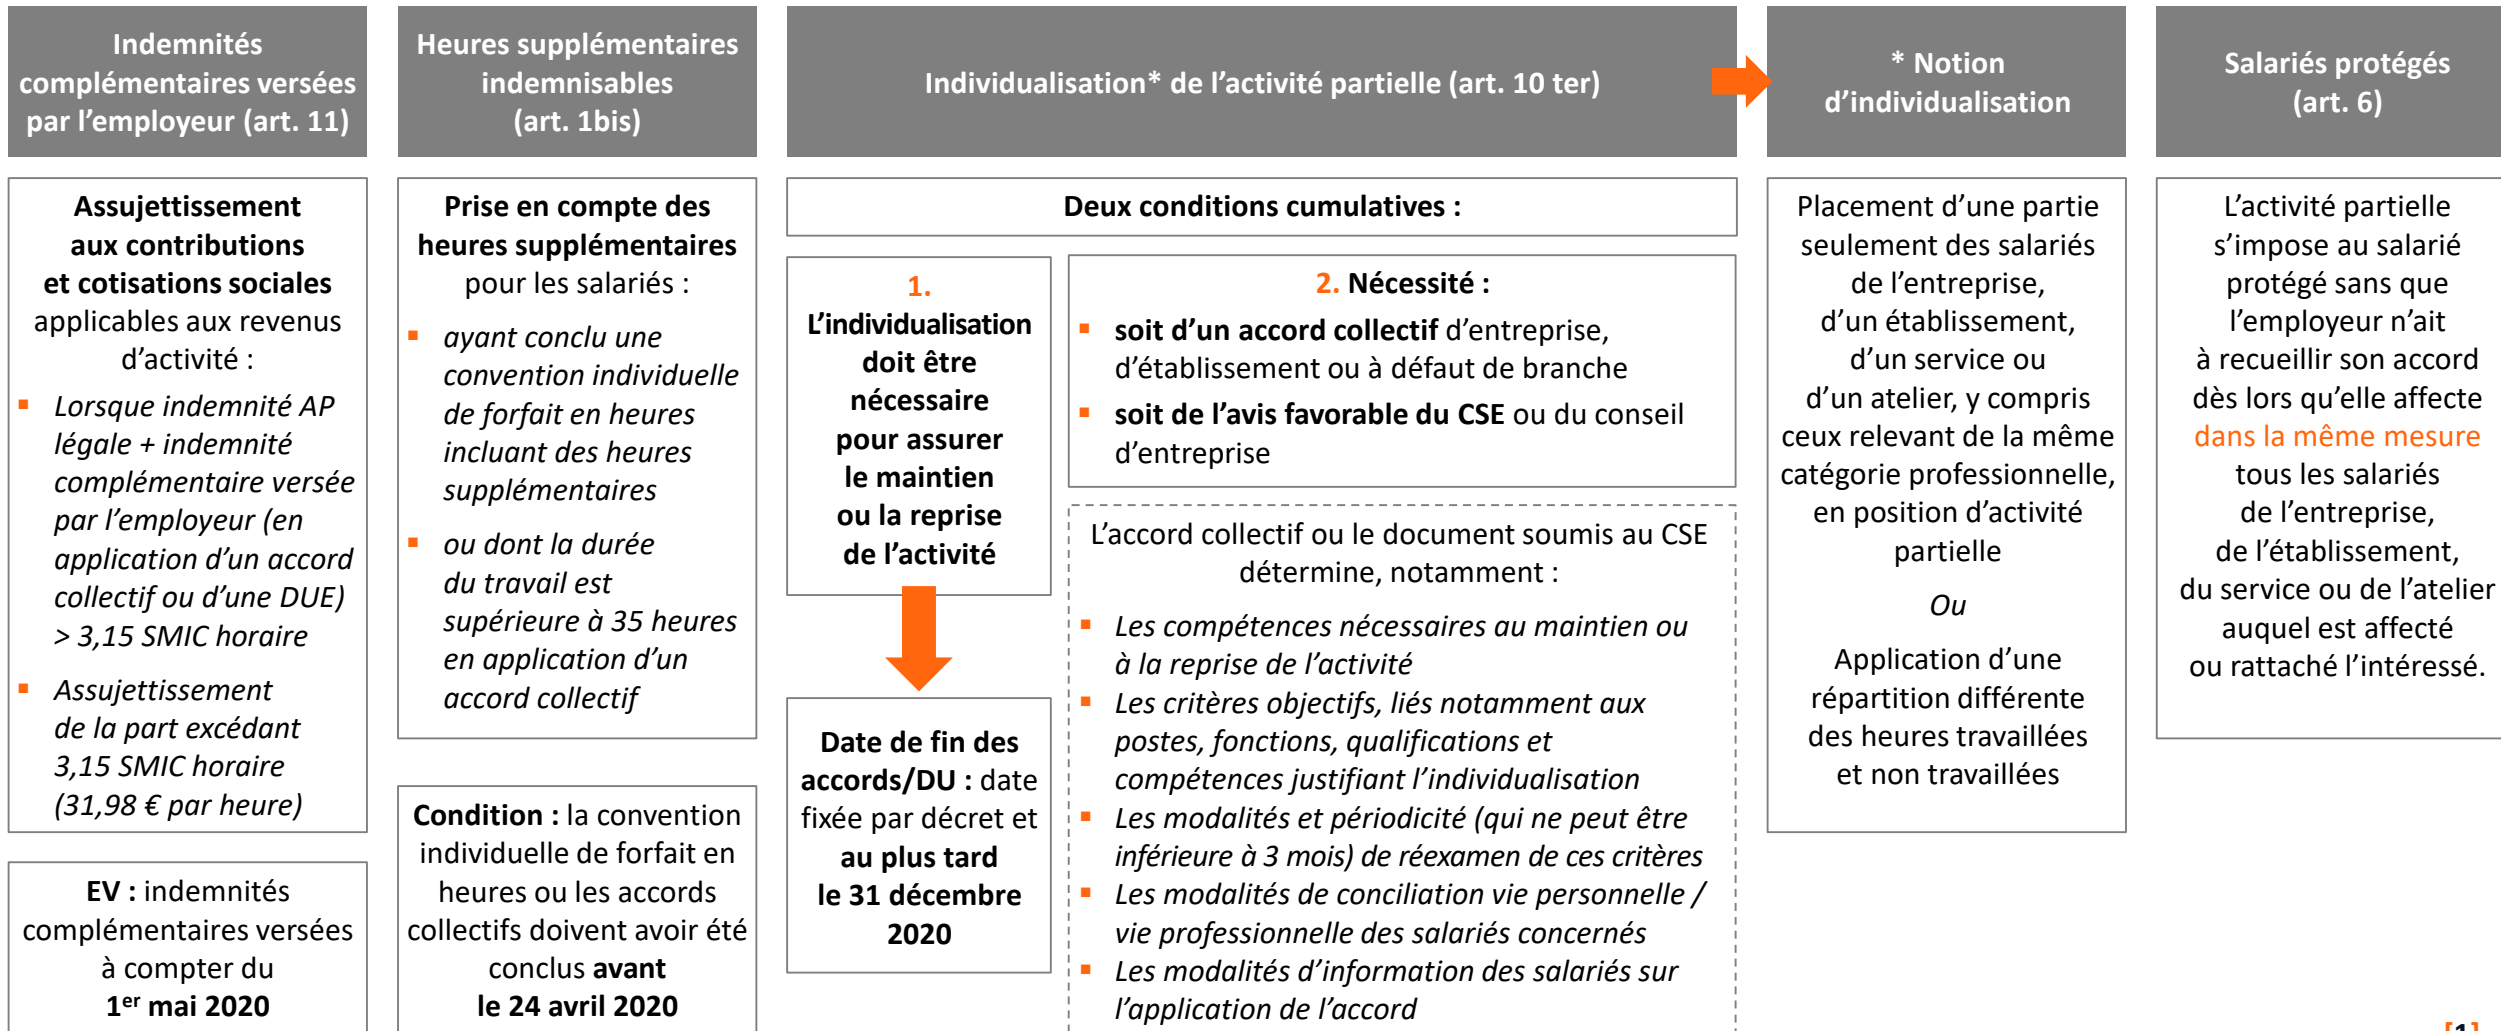 Indemnités
complémentaires versées
par l’employeur (art. 11)
Assujettissement
aux contributions
et cotisations sociales
applicables aux revenus
d’activité :
▪ Lorsque indemnité AP
légale + indemnité
complémentaire versée
par l’employeur (en
application d’un accord
collectif ou d’une DUE)
> 3,15 SMIC horaire
▪ Assujettissement
de la part excédant
3,15 SMIC horaire
(31,98 € par heure)
EV : indemnités
complémentaires versées
à compter du
1er mai 2020
Heures supplémentaires
indemnisables
(art. 1bis)
Prise en compte des
heures supplémentaires
pour les salariés :
▪ ayant conclu une
convention individuelle
de forfait en heures
incluant des heures
supplémentaires
▪ ou dont la durée
du travail est
supérieure à 35 heures
en application d’un
accord collectif
Condition : la convention
individuelle de forfait en
heures ou les accords
collectifs doivent avoir été
conclus avant
le 24 avril 2020
Individualisation* de l’activité partielle (art. 10 ter)
Deux conditions cumulatives :
1.
L’individualisation
doit être
nécessaire
pour assurer
le maintien
ou la reprise
de l’activité
Date de fin des
accords/DU : date
fixée par décret et
au plus tard
le 31 décembre
2020
2. Nécessité :
▪ soit d’un accord collectif d’entreprise,
d’établissement ou à défaut de branche
▪ soit de l’avis favorable du CSE ou du conseil
d’entreprise
L’accord collectif ou le document soumis au CSE
détermine, notamment :
▪ Les compétences nécessaires au maintien ou
à la reprise de l’activité
▪ Les critères objectifs, liés notamment aux
postes, fonctions, qualifications et
compétences justifiant l’individualisation
▪ Les modalités et périodicité (qui ne peut être
inférieure à 3 mois) de réexamen de ces critères
▪ Les modalités de conciliation vie personnelle /
vie professionnelle des salariés concernés
▪ Les modalités d’information des salariés sur
l’application de l’accord
* Notion
d’individualisation
Placement d’une partie
seulement des salariés
de l’entreprise,
d’un établissement,
d’un service ou
d’un atelier, y compris
ceux relevant de la même
catégorie professionnelle,
en position d’activité
partielle
Ou
Application d’une
répartition différente
des heures travaillées
et non travaillées
Salariés protégés
(art. 6)
L’activité partielle
s’impose au salarié
protégé sans que
l’employeur n’ait
à recueillir son accord
dès lors qu’elle affecte
dans la même mesure
tous les salariés
de l’entreprise,
de l’établissement,
du service ou de l’atelier
auquel est affecté
ou rattaché l’intéressé.
[1]